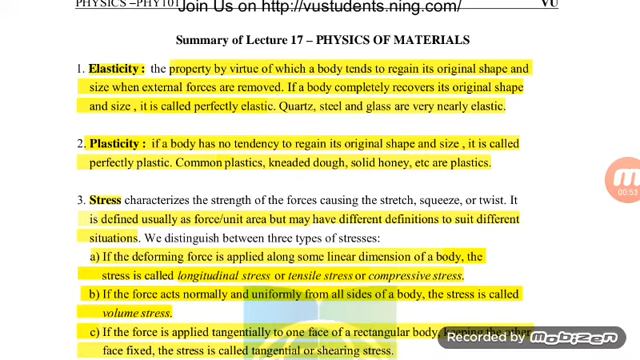 PHYSICS –PHY101
Join Us on http://vustudents.ning.com/
VU
Summary of Lecture 17 – PHYSICS OF MATERIALS
1. Elasticity : the property by virtue of which a body tends to regain its original shape and
size when external forces are removed. If a body completely recovers its original shape
and size , it is called perfectly elastic. Quartz, steel and glass are very nearly elastic.
2. Plasticity : if a body has no tendency to regain its original shape and size , it is called
perfectly plastic. Common plastics, kneaded dough, solid honey, etc are plastics.
3. Stress characterizes the strength of the forces causing the stretch, squeeze, or twist. It
is defined usually as force/unit area but may have different definitions to suit different
situations. We distinguish between three types of stresses:
a) If the deforming force is applied along some linear dimension of a body, the
stress is called longitudinal stress or tensile stress or compressive stress.
b) If the force acts normally and uniformly from all sides of a body, the stress is called
volume stress.
c) If the force is applied tangentially to one face of a rectangular body, keeping the other
face fixed, the stress is called tangential or shearing stress.
M
00:53
Recorded by mobizen